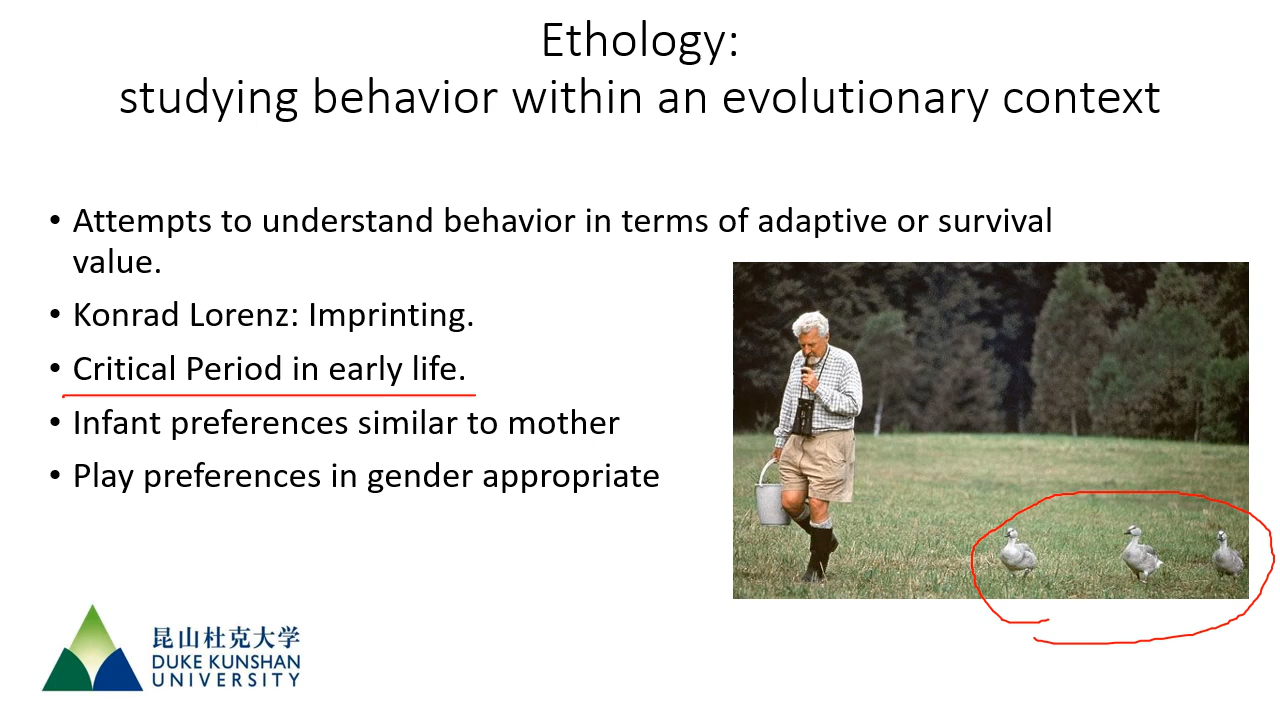 Ethology:
studying behavior within an evolutionary context
• Attempts to understand behavior in terms of adaptive or survival
value.
• Konrad Lorenz: Imprinting.
• Critical Period in early life.
• Infant preferences similar to mother
• Play preferences in gender appropriate
昆山杜克大学
DUKE KUNSHAN
UNIVERSITY